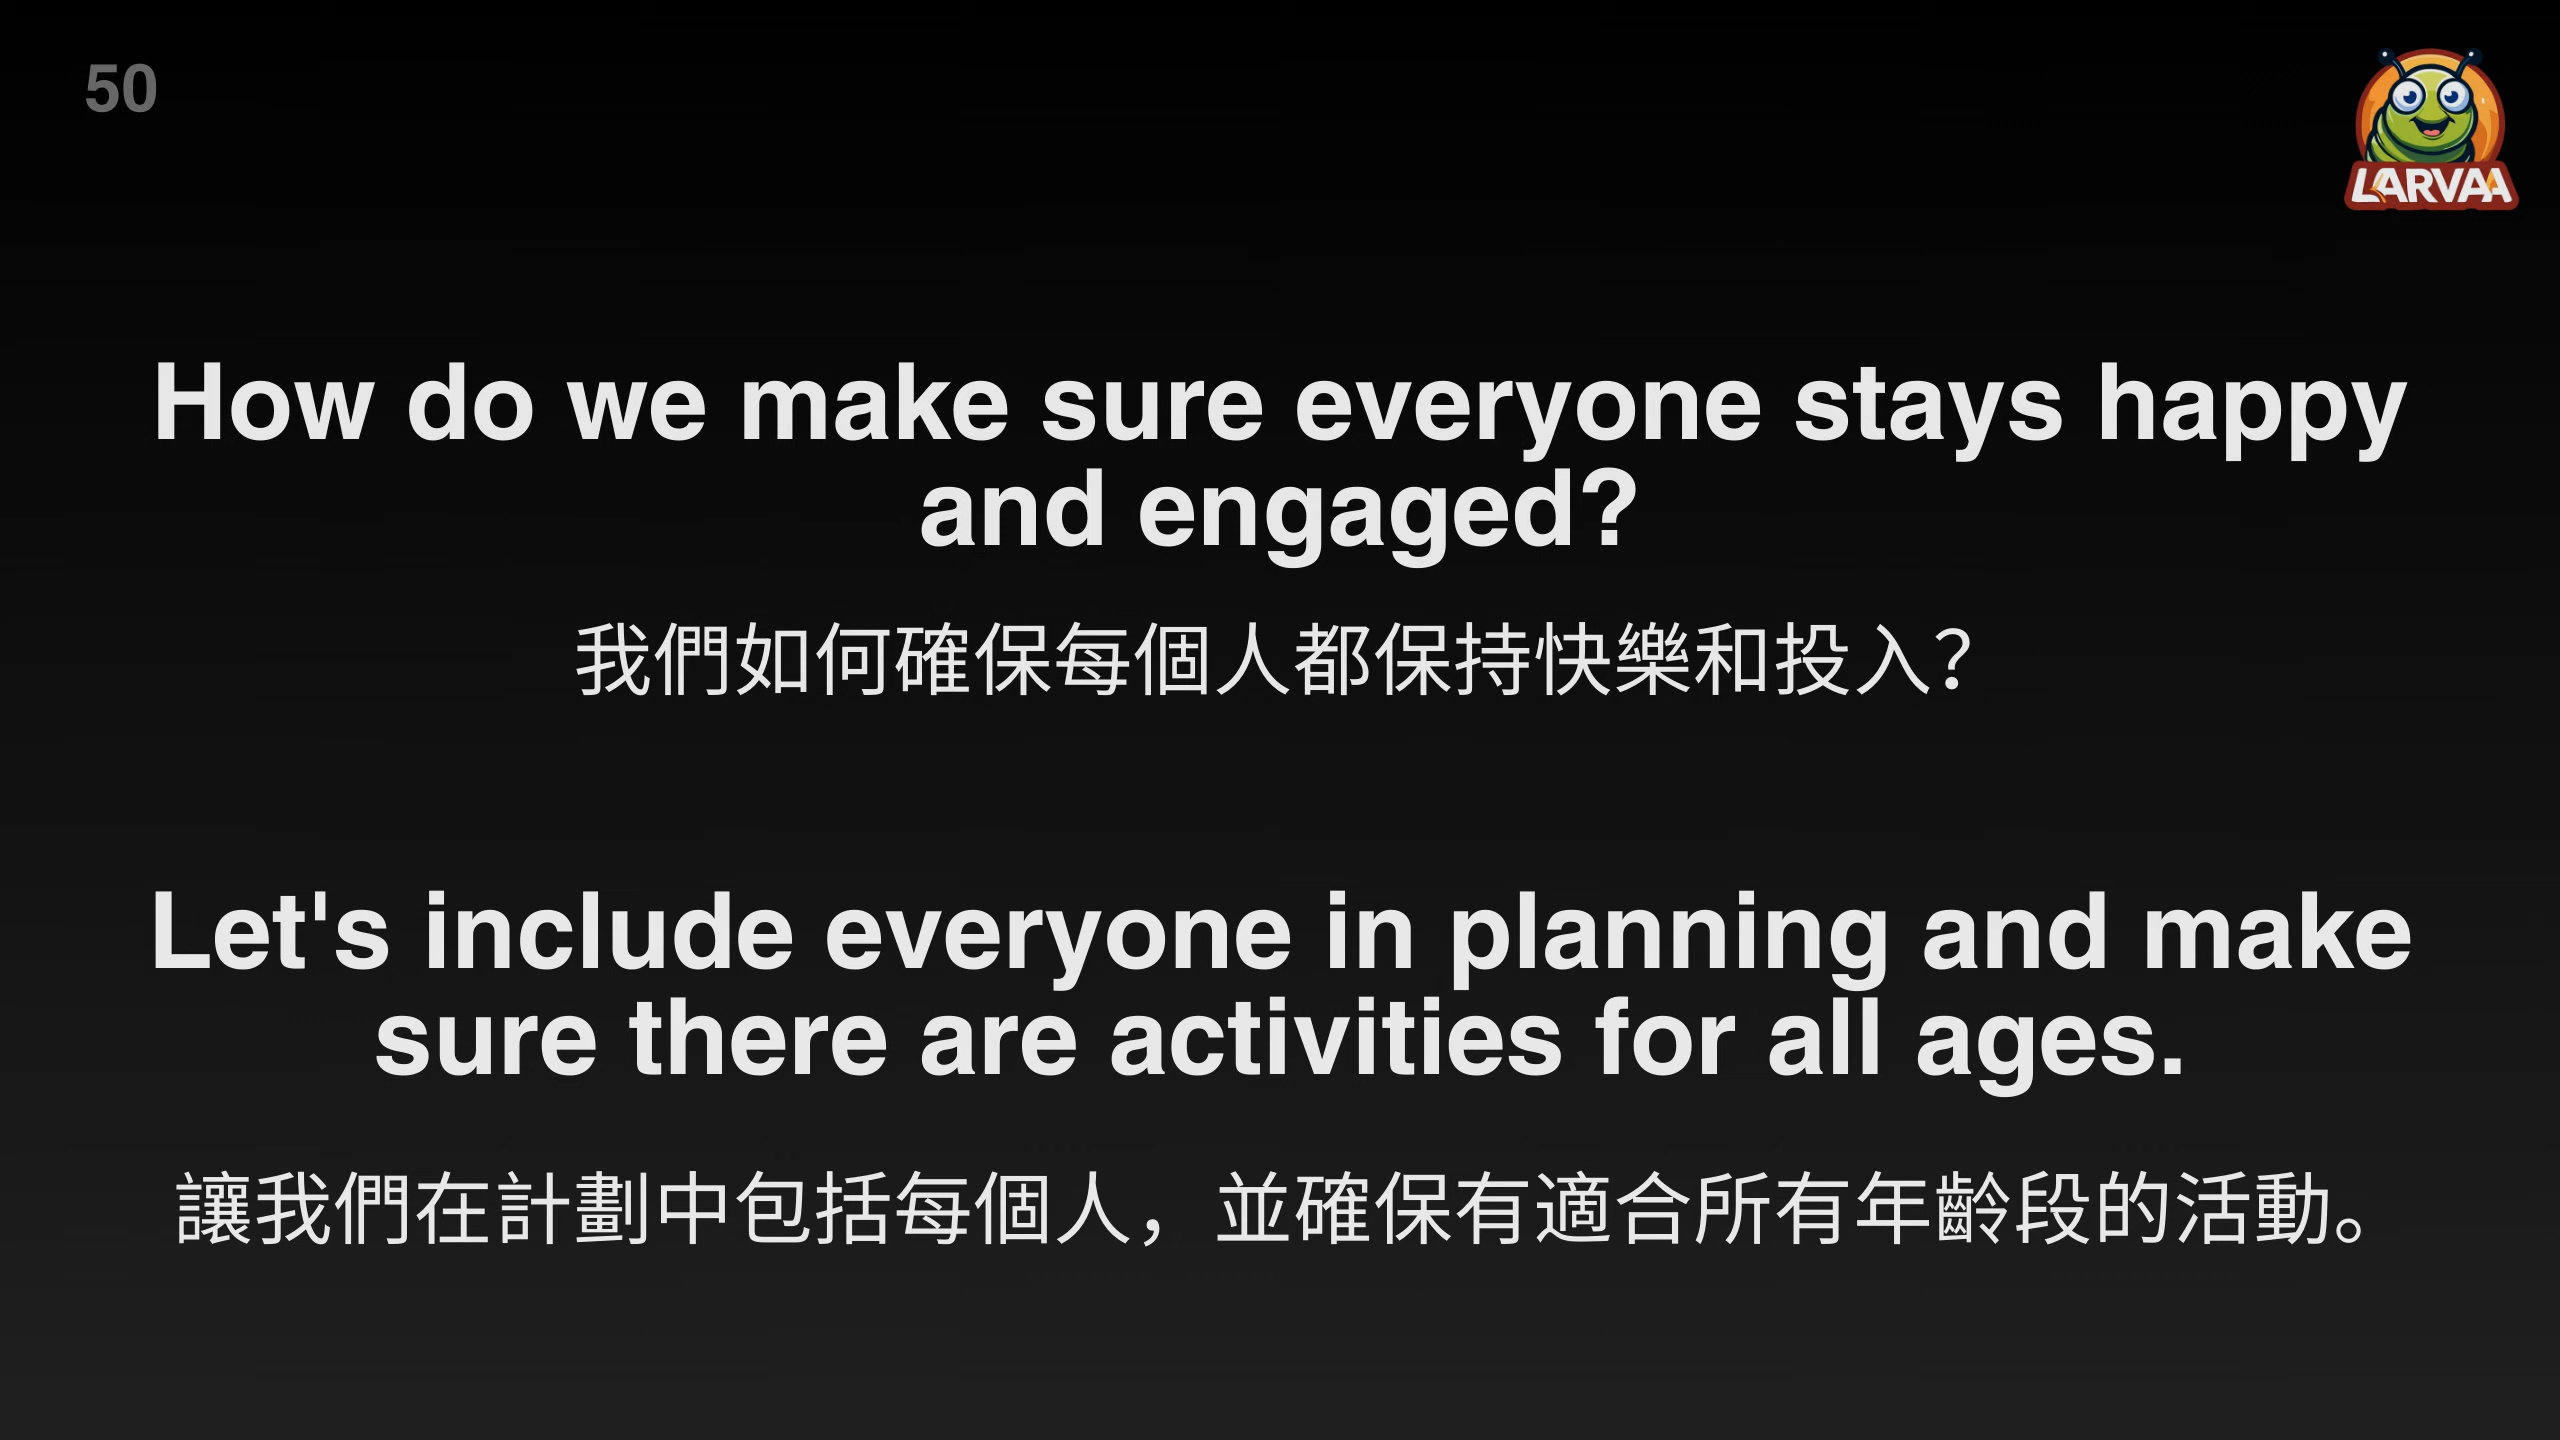 50
LARVAA
How do we make sure everyone stays happy
and engaged?
我們如何確保每個人都保持快樂和投入？
Let's include everyone in planning and make
sure there are activities for all ages.
讓我們在計劃中包括每個人，並確保有適合所有年齡段的活動。